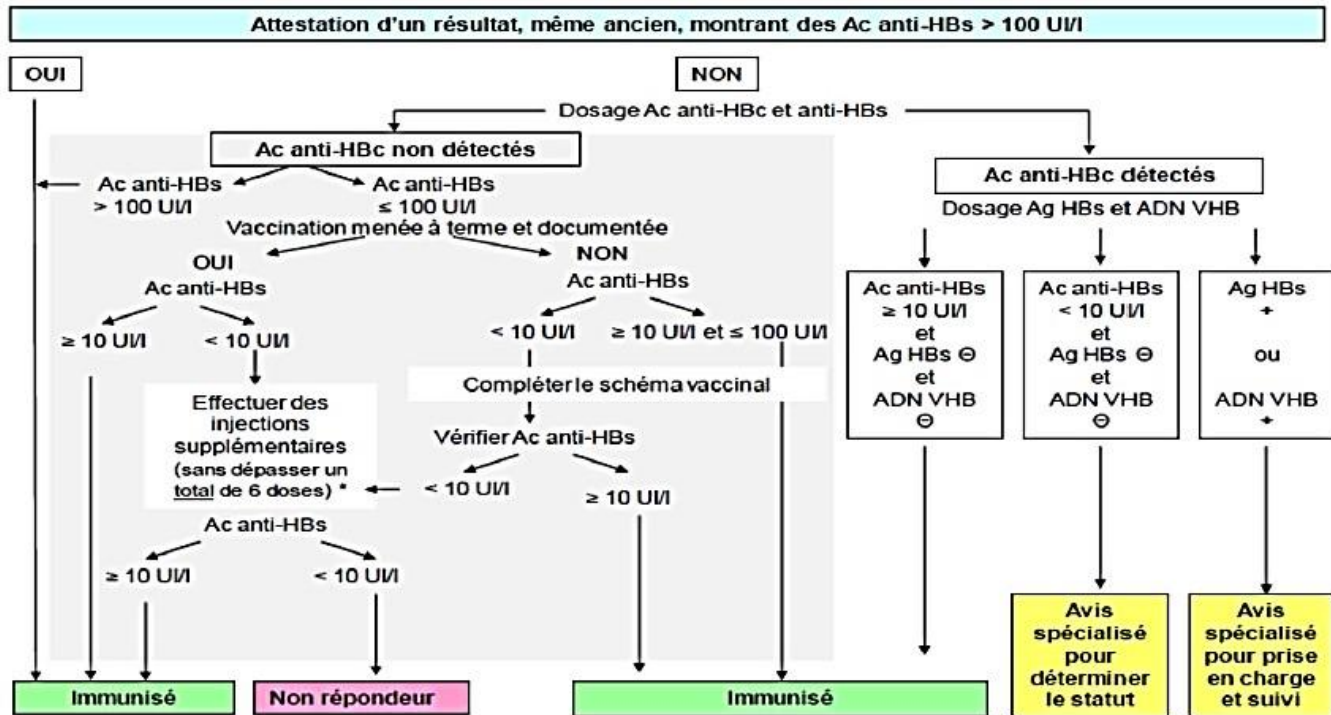 Attestation d'un résultat, même ancien, montrant des Ac anti-HBs > 100 UI/l
OUI
NON
Dosage Ac anti-HBc et anti-HBs
Ac anti-HBc non détectés
Ac anti-HBs
> 100 UI/l
Ac anti-HBs
≤ 100 UI/l
Vaccination menée à terme et documentée
OUI
Ac anti-HBs
≥ 10 UI/l
< 10 UI/l
Effectuer des
injections
supplémentaires
(sans dépasser un
total de 6 doses) *
Ac anti-HBs
≥ 10 UI/l
< 10 UI/l
NON
Ac anti-HBs
< 10 UI/l
≥ 10 UI/l et ≤ 100 UI/l
Compléter le schéma vaccinal
Vérifier Ac anti-HBs
< 10 UI/l
≥ 10 UI/l
Ac anti-HBc détectés
Dosage Ag HBs et ADN VHB
Ac anti-HBs
≥ 10 UI/l
et
Ag HBs ⊖
et
ADN VHB
⊖
Ac anti-HBs
< 10 UI/l
et
Ag HBs ⊖
et
ADN VHB
⊖
Ag HBs
+
ou
ADN VHB
+
Immunisé
Non répondeur
Immunisé
Avis
spécialisé
pour
déterminer
le statut
Avis
spécialisé
pour prise
en charge
et suivi